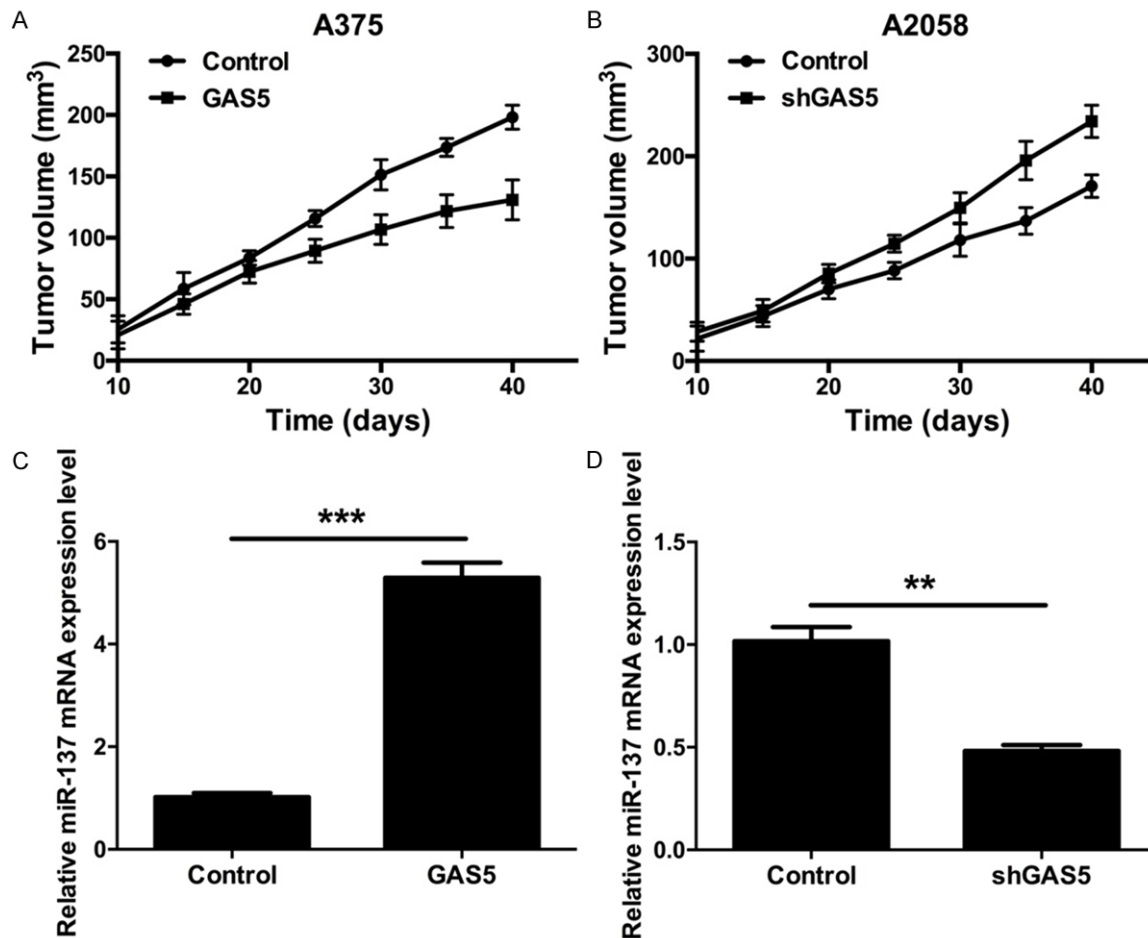 A
A375
Control
GAS5
Tumor volume (mm³)
250
200
150
100
50
0
10
20
30
40
Time (days)
B
A2058
Control
shGAS5
Tumor volume (mm³)
300
200
100
0
10
20
30
40
Time (days)
C
Relative miR-137 mRNA expression level
***
6
4
2
0
Control
GAS5
D
Relative miR-137 mRNA expression level
**
1.5
1.0
0.5
0.0
Control
shGAS5